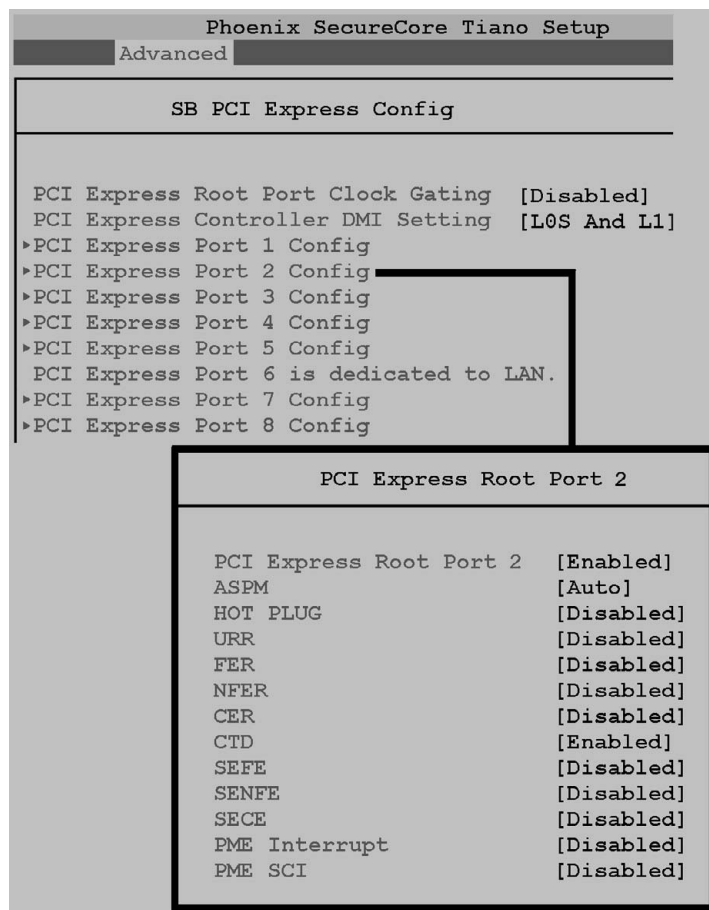 Phoenix SecureCore Tiano Setup
Advanced
SB PCI Express Config
PCI Express Root Port Clock Gating [Disabled]
PCI Express Controller DMI Setting [L0S And L1]
▸PCI Express Port 1 Config
▸PCI Express Port 2 Config
▸PCI Express Port 3 Config
▸PCI Express Port 4 Config
▸PCI Express Port 5 Config
PCI Express Port 6 is dedicated to LAN.
▸PCI Express Port 7 Config
▸PCI Express Port 8 Config
PCI Express Root Port 2
PCI Express Root Port 2 [Enabled]
ASPM [Auto]
HOT PLUG [Disabled]
URR [Disabled]
FER [Disabled]
NFER [Disabled]
CER [Disabled]
CTD [Enabled]
SEFE [Disabled]
SENFE [Disabled]
SECE [Disabled]
PME Interrupt [Disabled]
PME SCI [Disabled]